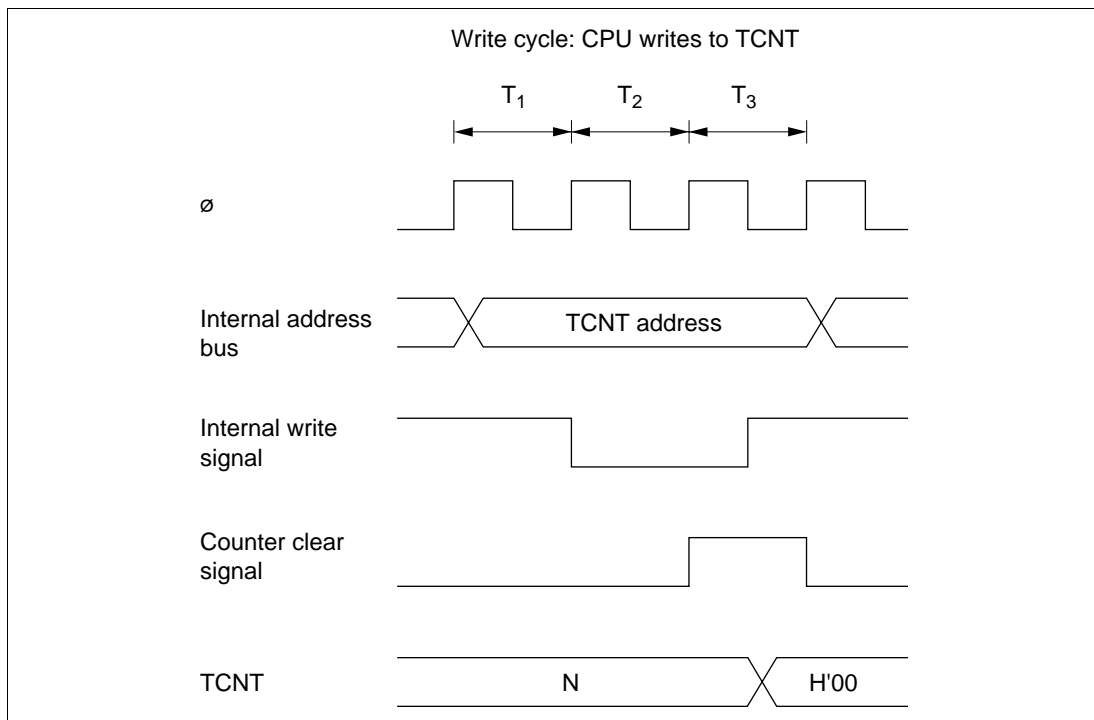 Write cycle: CPU writes to TCNT
T1 T2 T3
ø
Internal address
bus
TCNT address
Internal write
signal
Counter clear
signal
TCNT
N
H'00